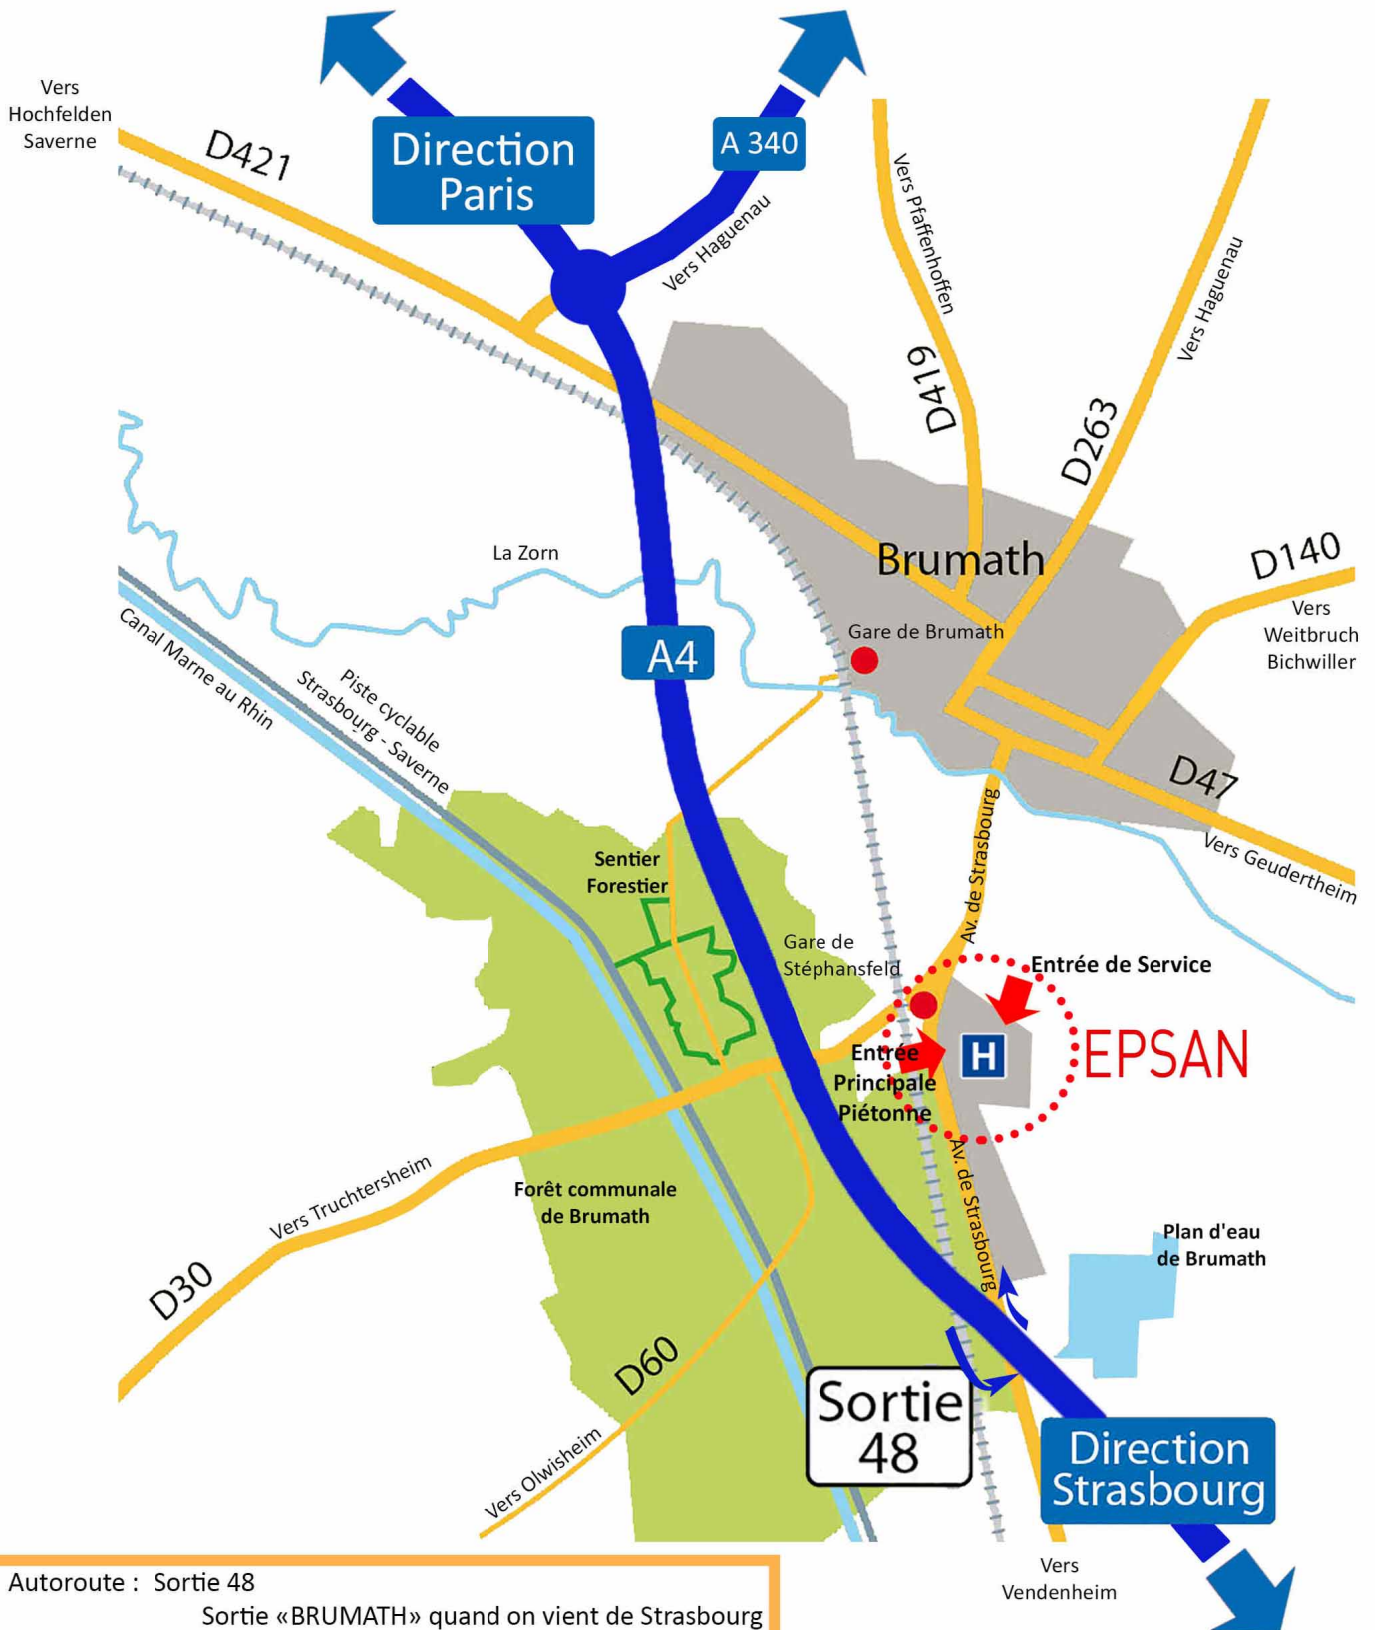 Vers
Hochfelden
Saverne
D421
Direction
Paris
A 340
Vers Haguenau
Vers Pfaffenhoffen
D419
Vers Haguenau
D263
Brumath
D140
Vers
Weitbruch
Bichwiller
La Zorn
Gare de Brumath
A4
Canal Marne au Rhin
Piste cyclable
Strasbourg - Saverne
D47
Vers Geudertheim
Av. de Strasbourg
Sentier
Forestier
Gare de
Stéphansfeld
Entrée de Service
H
EPSAN
Entrée
Principale
Piétonne
Av. de Strasbourg
Vers Truchtersheim
D30
Forêt communale
de Brumath
Plan d'eau
de Brumath
D60
Vers Olwisheim
Sortie
48
Direction
Strasbourg
Vers
Vendenheim
Autoroute : Sortie 48
Sortie «BRUMATH» quand on vient de Strasbourg